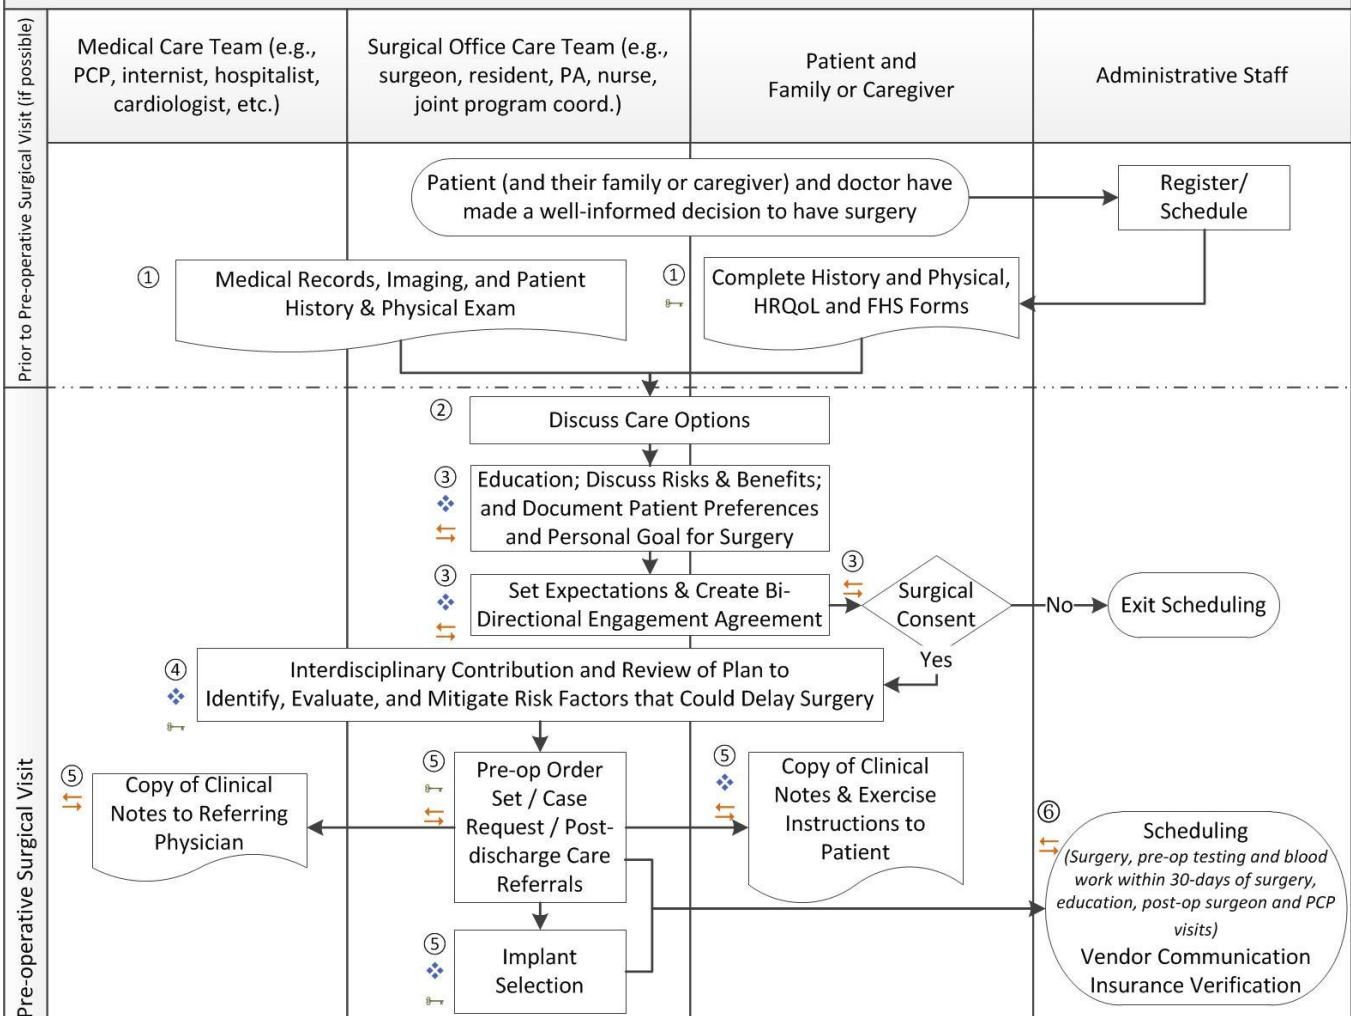 Prior to Pre-operative Surgical Visit (if possible)
Medical Care Team (e.g.,
PCP, internist, hospitalist,
cardiologist, etc.)
Surgical Office Care Team (e.g.,
surgeon, resident, PA, nurse,
joint program coord.)
Patient and
Family or Caregiver
Administrative Staff
Patient (and their family or caregiver) and doctor have
made a well-informed decision to have surgery
Register/
Schedule
①
Medical Records, Imaging, and Patient
History & Physical Exam
①
Complete History and Physical,
HRQoL and FHS Forms
Pre-operative Surgical Visit
②
Discuss Care Options
③
Education; Discuss Risks & Benefits;
and Document Patient Preferences
and Personal Goal for Surgery
③
Set Expectations & Create Bi-
Directional Engagement Agreement
③
Surgical
Consent
No
Exit Scheduling
Yes
④
Interdisciplinary Contribution and Review of Plan to
Identify, Evaluate, and Mitigate Risk Factors that Could Delay Surgery
⑤
Copy of Clinical
Notes to Referring
Physician
⑤
Pre-op Order
Set / Case
Request / Post-
discharge Care
Referrals
⑤
Copy of Clinical
Notes & Exercise
Instructions to
Patient
⑥
Scheduling
(Surgery, pre-op testing and blood
work within 30-days of surgery,
education, post-op surgeon and PCP
visits)
Vendor Communication
Insurance Verification
⑤
Implant
Selection